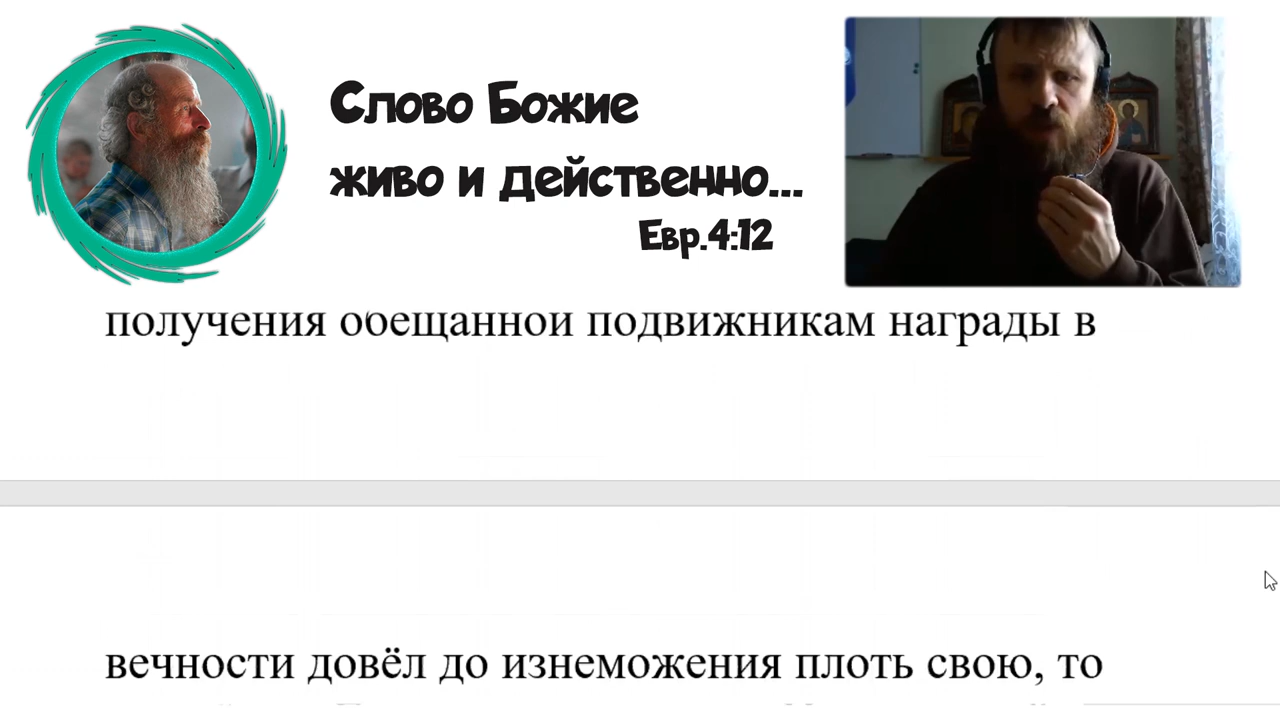 Слово Божие
живо и действенно...
Евр.4:12
получения обещанной подвижникам награды в
вечности довёл до изнеможения плоть свою, то